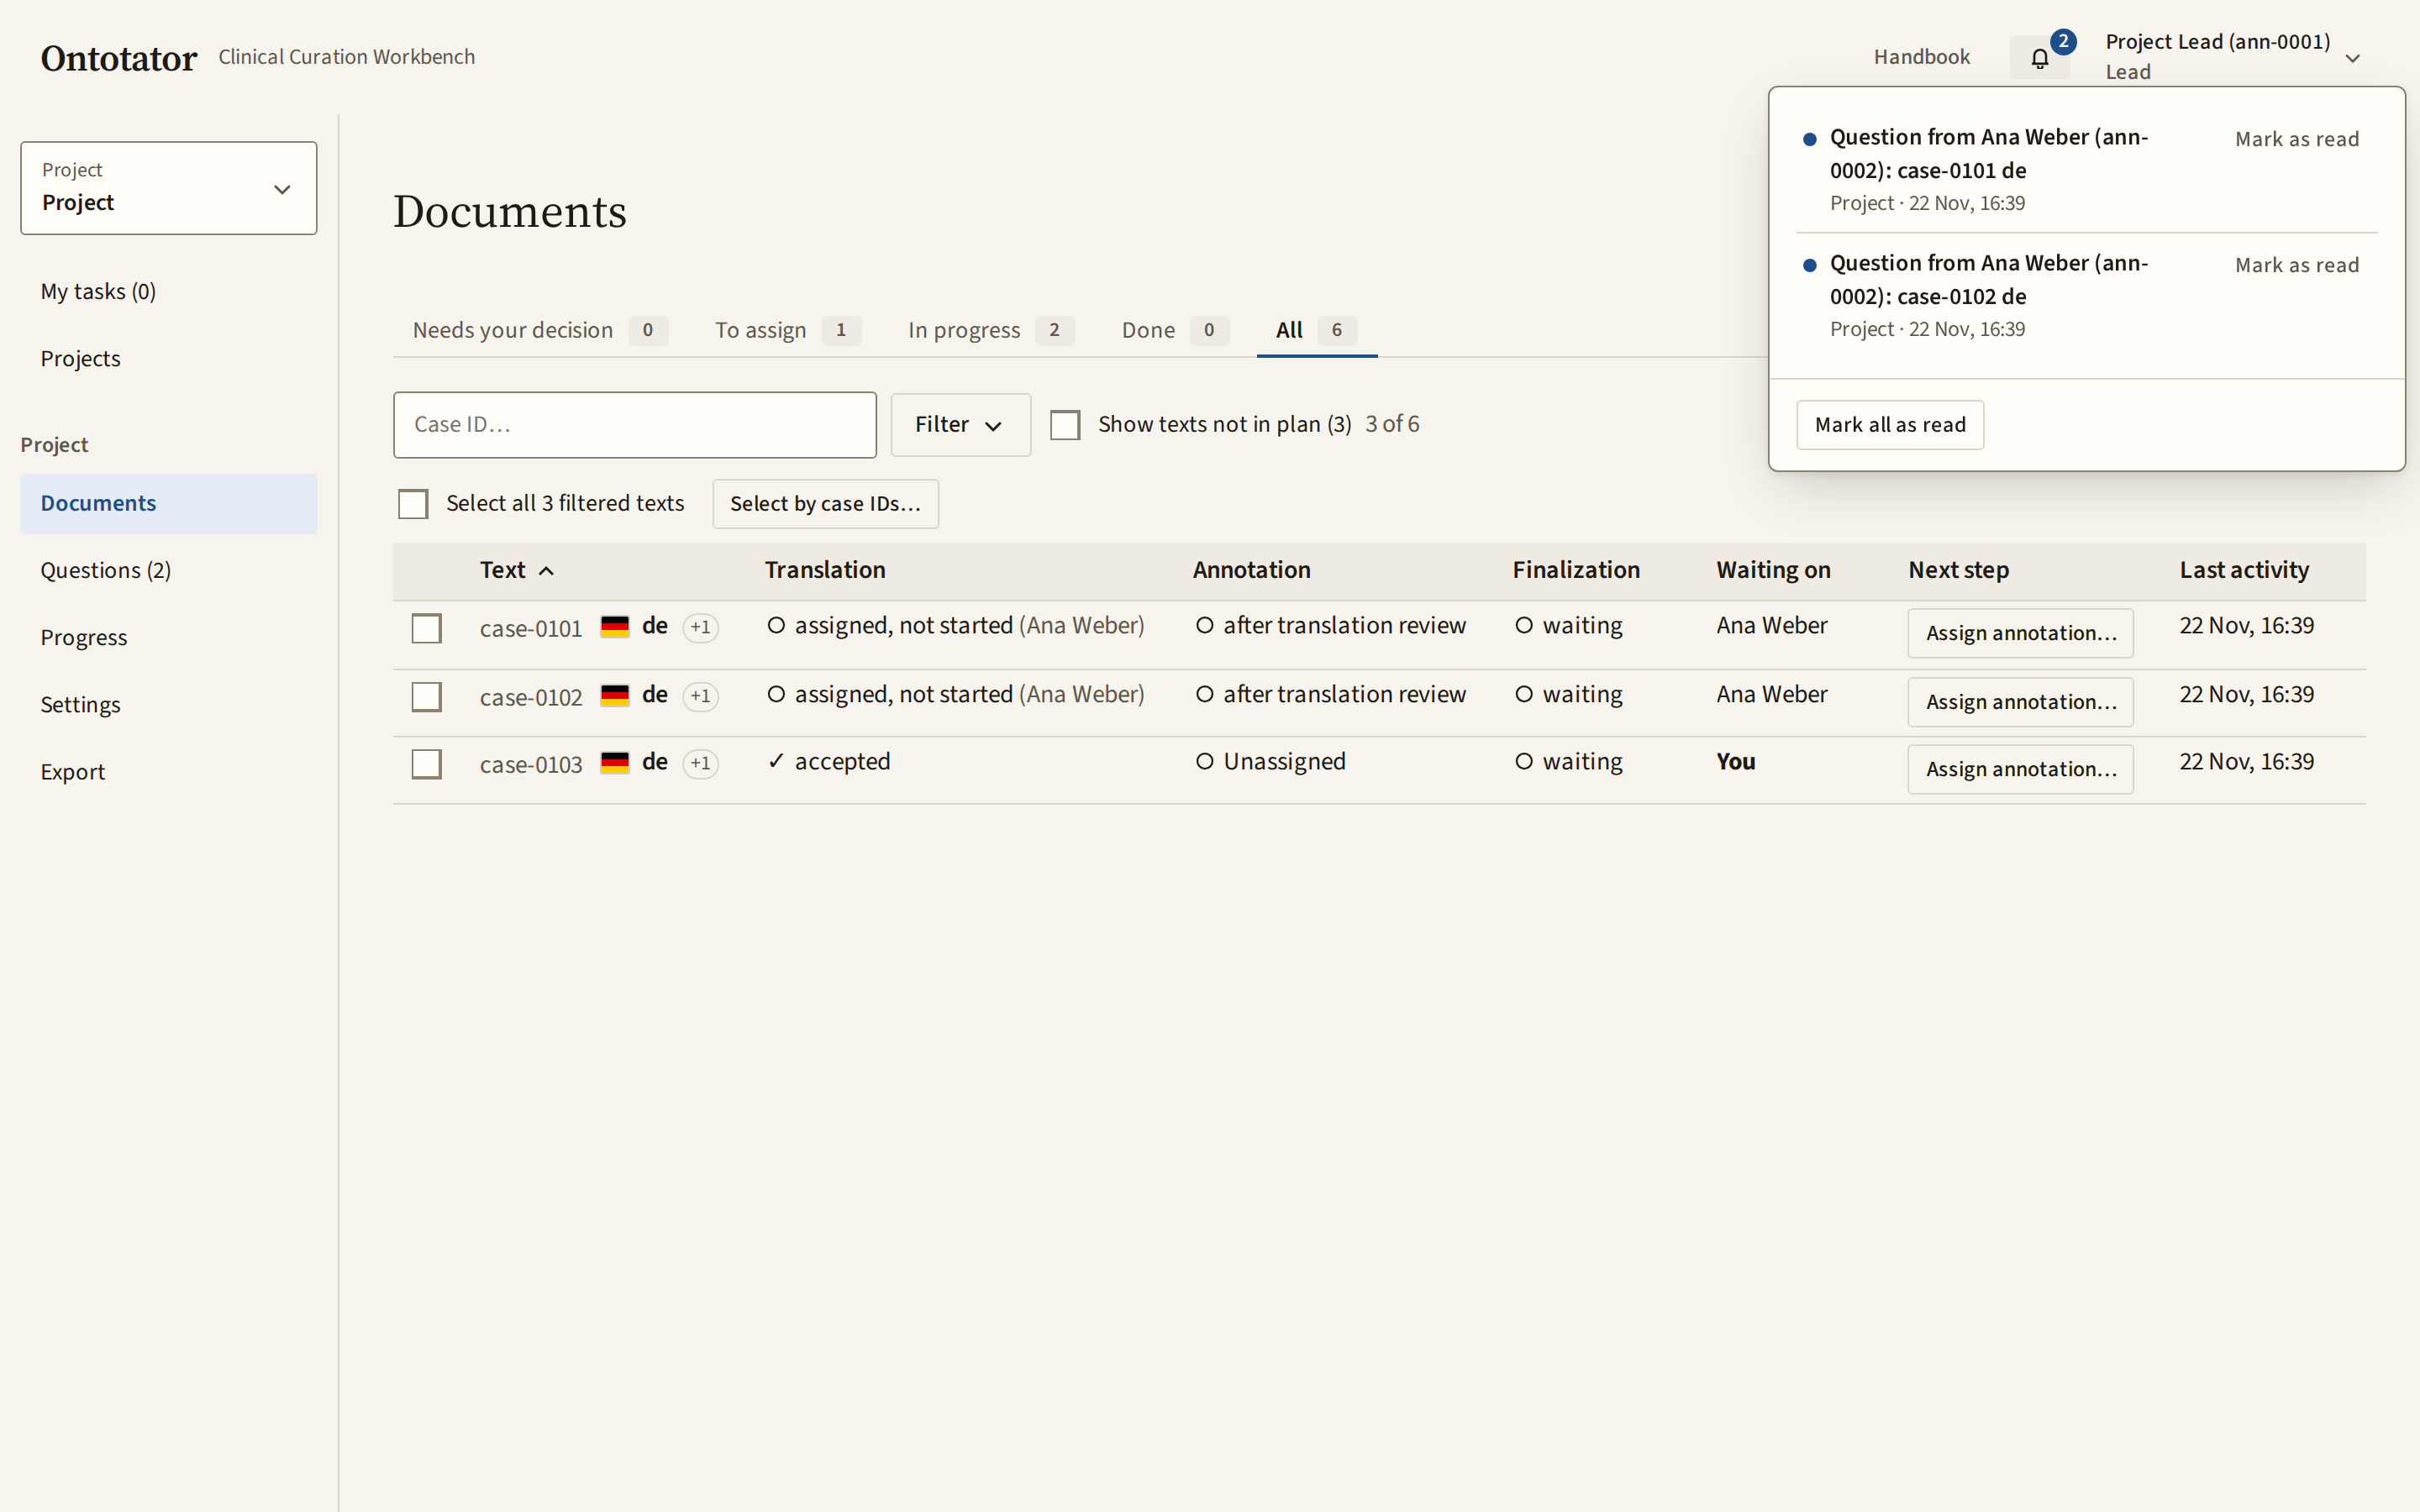 Ontotator Clinical Curation Workbench
Handbook
2
Project Lead (ann-0001)
Lead
Question from Ana Weber (ann-
0002): case-0101 de
Mark as read
Project · 22 Nov, 16:39
Question from Ana Weber (ann-
0002): case-0102 de
Mark as read
Project · 22 Nov, 16:39
Mark all as read
Project
Project
My tasks (0)
Projects
Project
Documents
Questions (2)
Progress
Settings
Export
Documents
Needs your decision 0 To assign 1 In progress 2 Done 0 All 6
Case ID… Filter Show texts not in plan (3) 3 of 6
Select all 3 filtered texts Select by case IDs…
Text Translation Annotation Finalization Waiting on Next step Last activity
case-0101 de +1 assigned, not started (Ana Weber) after translation review waiting Ana Weber Assign annotation… 22 Nov, 16:39
case-0102 de +1 assigned, not started (Ana Weber) after translation review waiting Ana Weber Assign annotation… 22 Nov, 16:39
case-0103 de +1 ✓ accepted Unassigned waiting You Assign annotation… 22 Nov, 16:39